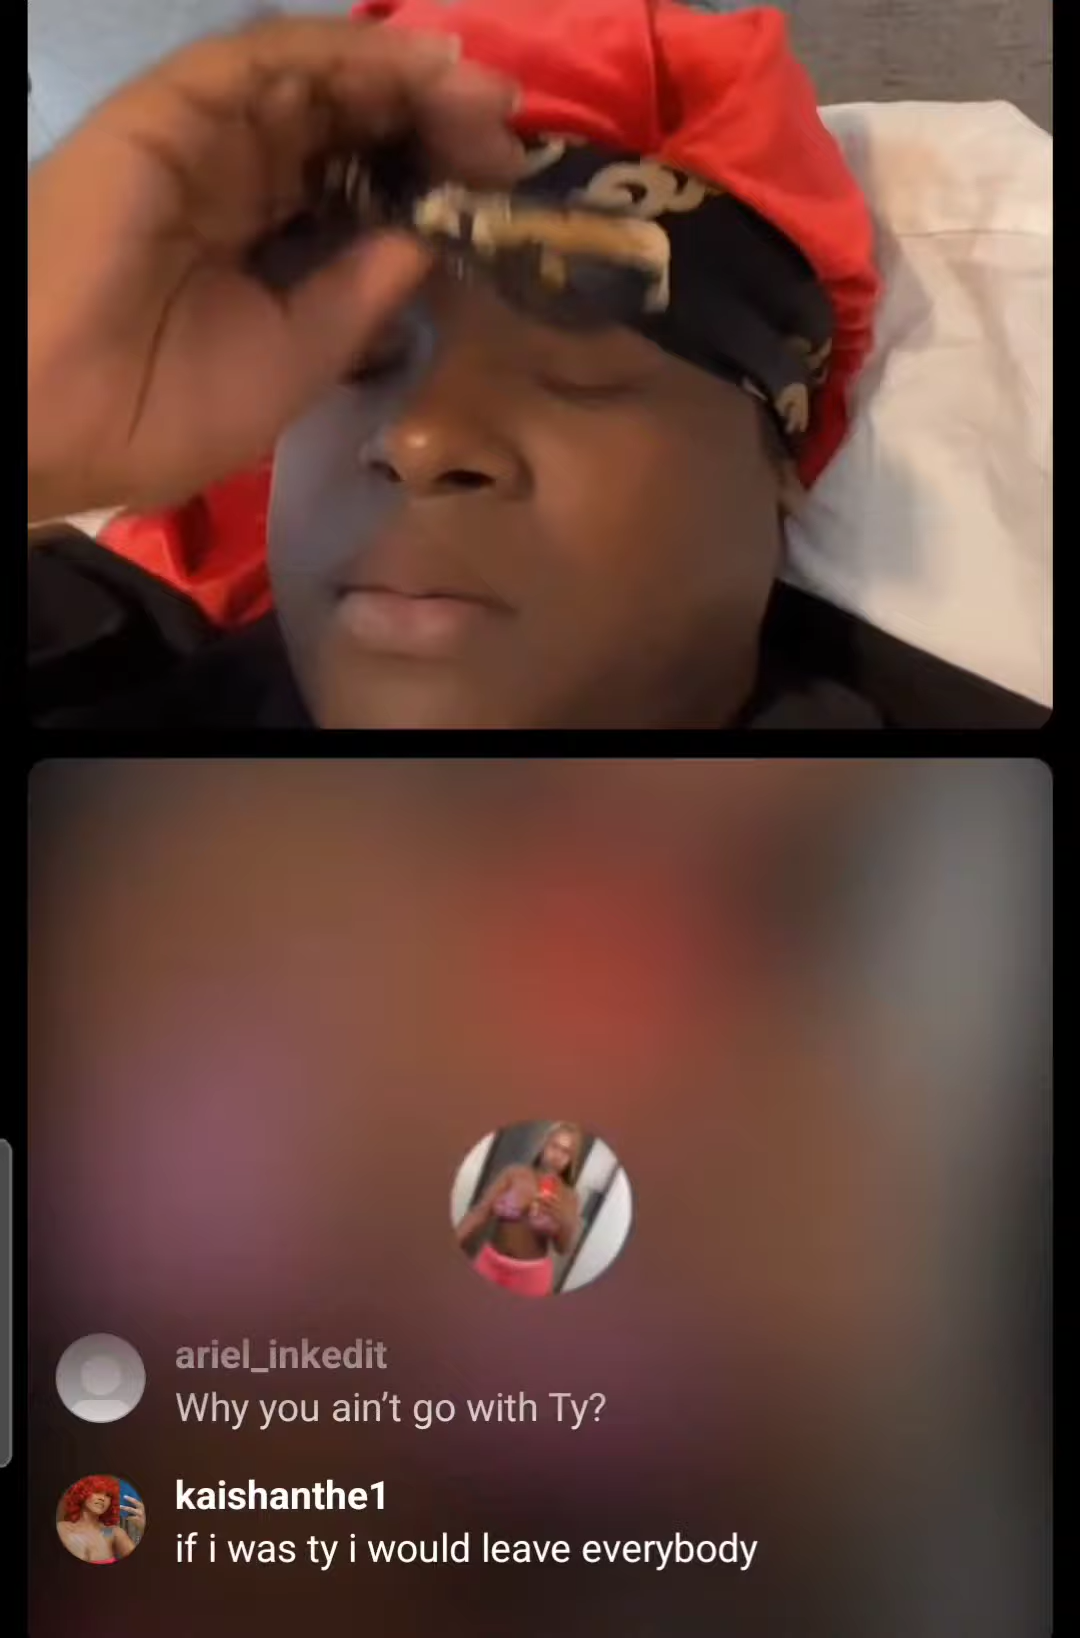 ariel_inkedit
Why you ain’t go with Ty?
kaishanthe1
if i was ty i would leave everybody